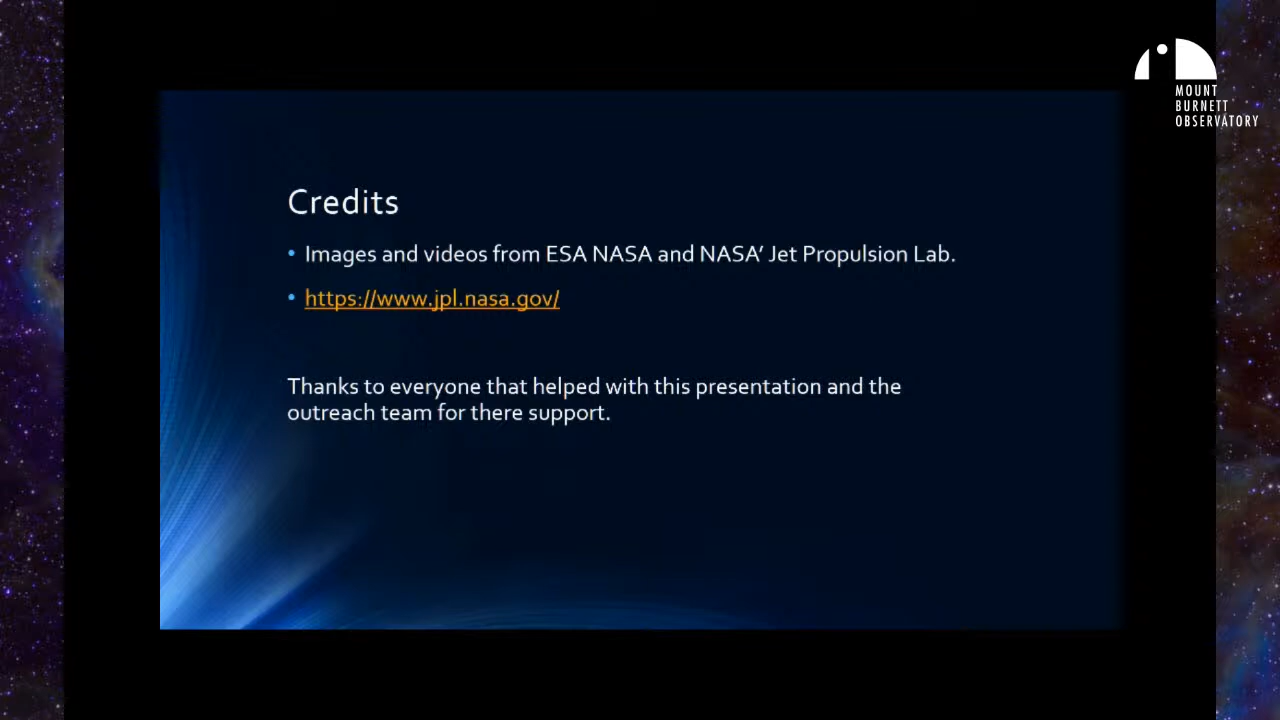 MOUNT
BURNETT
OBSERVATORY
Credits
• Images and videos from ESA NASA and NASA’ Jet Propulsion Lab.
• https://www.jpl.nasa.gov/
Thanks to everyone that helped with this presentation and the
outreach team for there support.